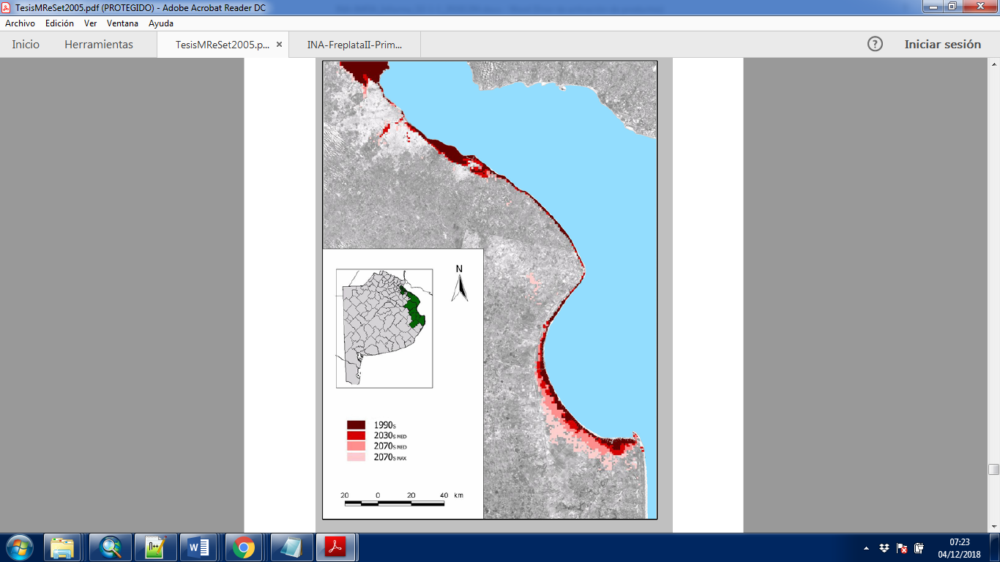 TesisMReSet2005.pdf (PROTEGIDO) - Adobe Acrobat Reader DC
Archivo Edición Ver Ventana Ayuda
Inicio Herramientas TesisMReSet2005.p... × INA-FreplataII-Prim... ? Iniciar sesión
N
1990s
2030s MED
2070s MED
2070s MAX
20 0 20 40 km
07:23
04/12/2018